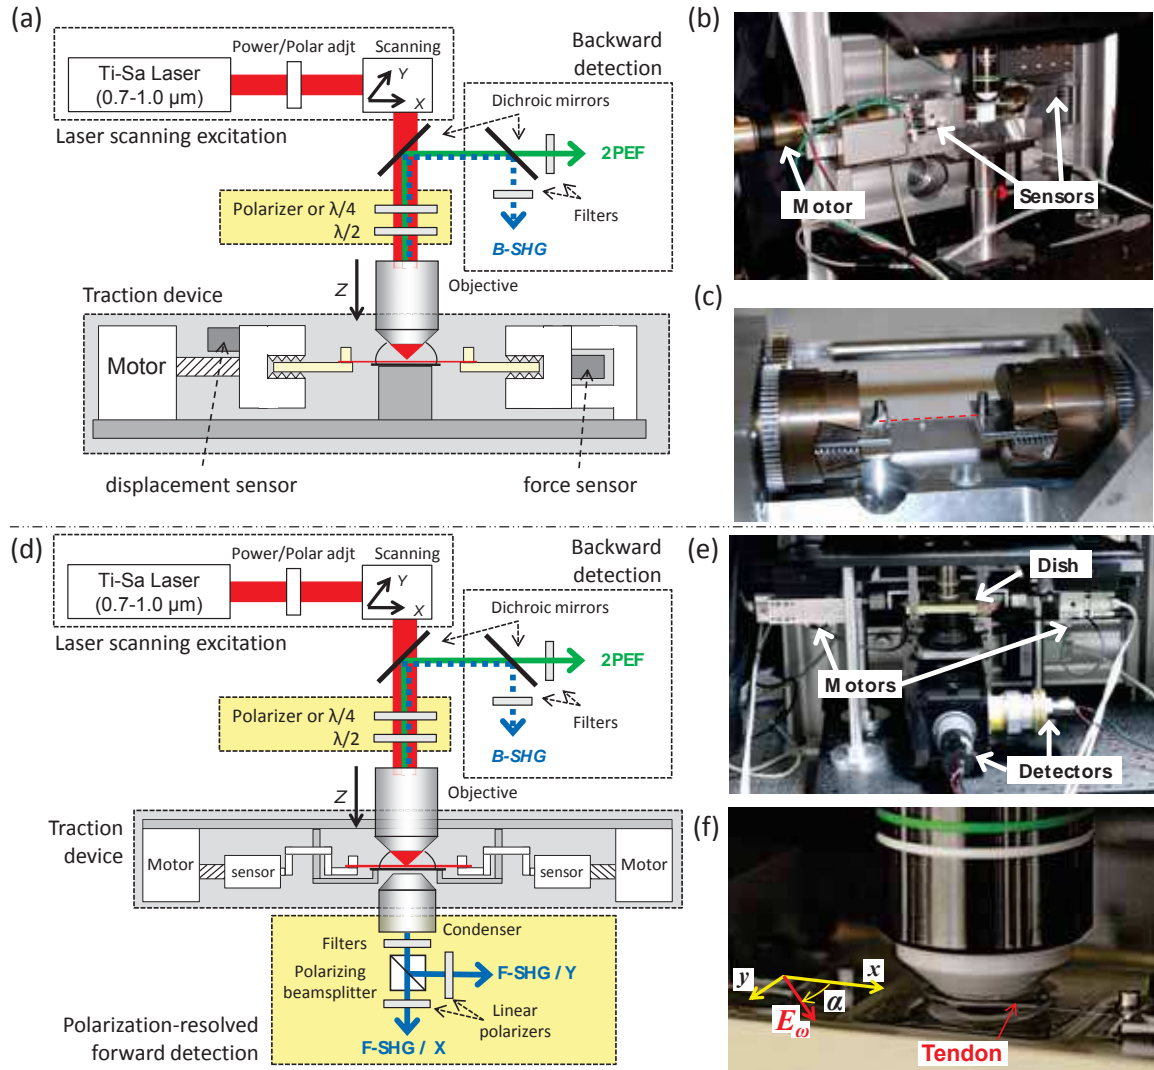 (a)
Power/Polar adjt
Scanning
Ti-Sa Laser
(0.7-1.0 µm)
Y
X
Laser scanning excitation
Backward
detection
Dichroic mirrors
2PEF
Filters
B-SHG
Polarizer or λ/4
λ/2
Z
Objective
Traction device
Motor
displacement sensor
force sensor
(b)
Motor
Sensors
(c)
(d)
Power/Polar adjt
Scanning
Ti-Sa Laser
(0.7-1.0 µm)
Y
X
Laser scanning excitation
Backward
detection
Dichroic mirrors
2PEF
Filters
B-SHG
Polarizer or λ/4
λ/2
Z
Objective
Traction
device
Motor
sensor
sensor
Motor
Condenser
Filters
Polarizing
beamsplitter
F-SHG / Y
Linear
polarizers
F-SHG / X
Polarization-resolved
forward detection
(e)
Dish
Motors
Detectors
(f)
y
x
α
Eω
Tendon